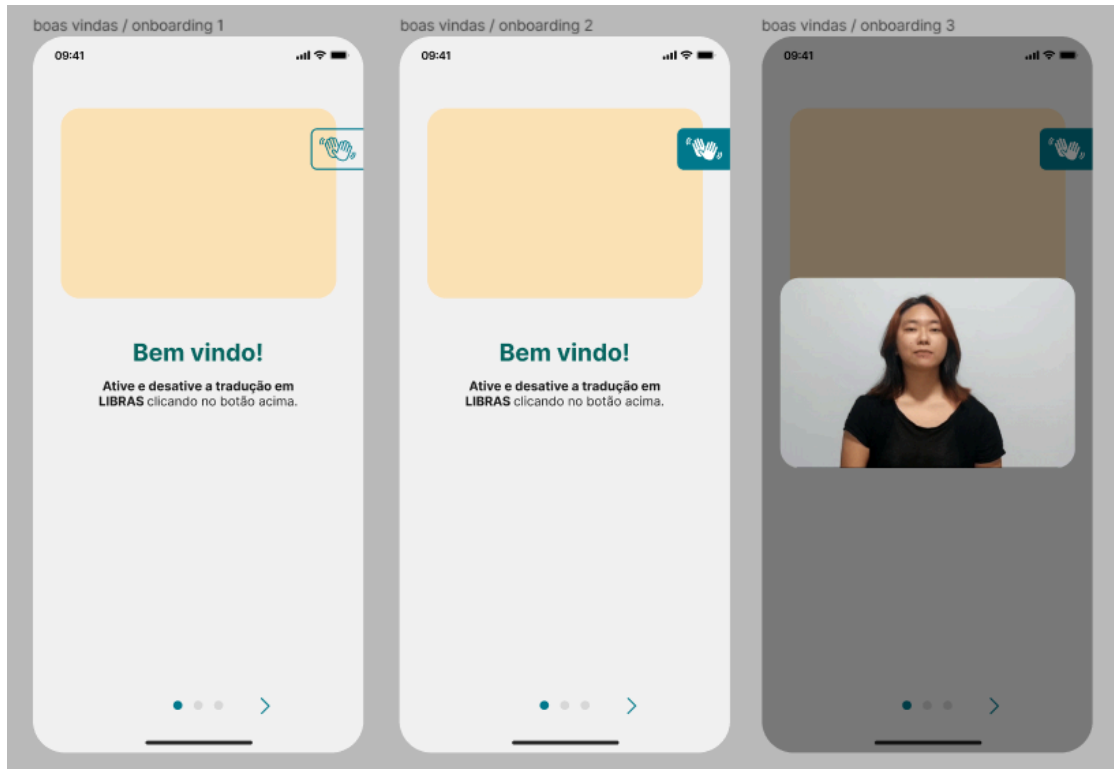 boas vindas / onboarding 1
09:41
Bem vindo!
Ative e desative a tradução em
LIBRAS clicando no botão acima.
boas vindas / onboarding 2
09:41
Bem vindo!
Ative e desative a tradução em
LIBRAS clicando no botão acima.
boas vindas / onboarding 3
09:41